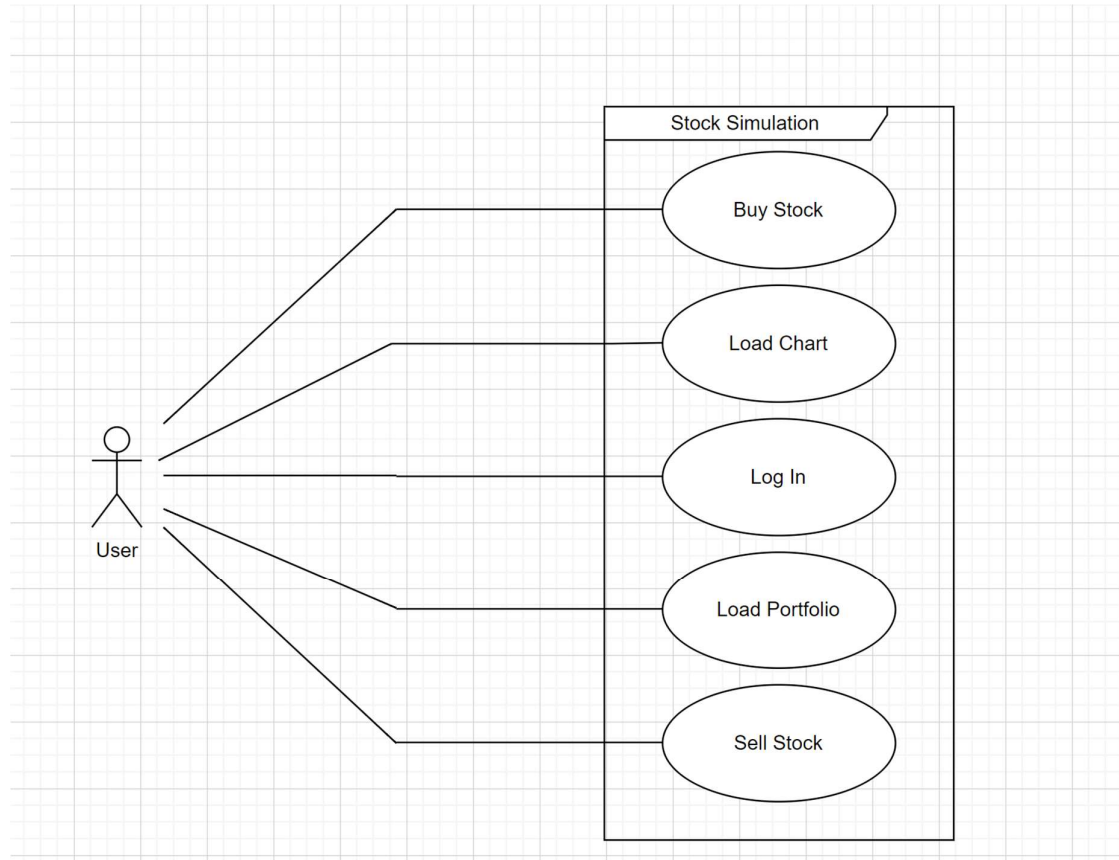 Stock Simulation
Buy Stock
Load Chart
Log In
User
Load Portfolio
Sell Stock